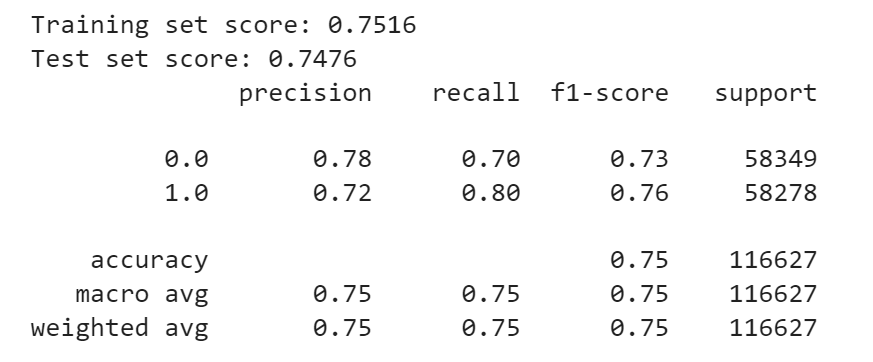 Training set score: 0.7516
Test set score: 0.7476
precision recall f1-score support
0.0 0.78 0.70 0.73 58349
1.0 0.72 0.80 0.76 58278
accuracy 0.75 116627
macro avg 0.75 0.75 0.75 116627
weighted avg 0.75 0.75 0.75 116627